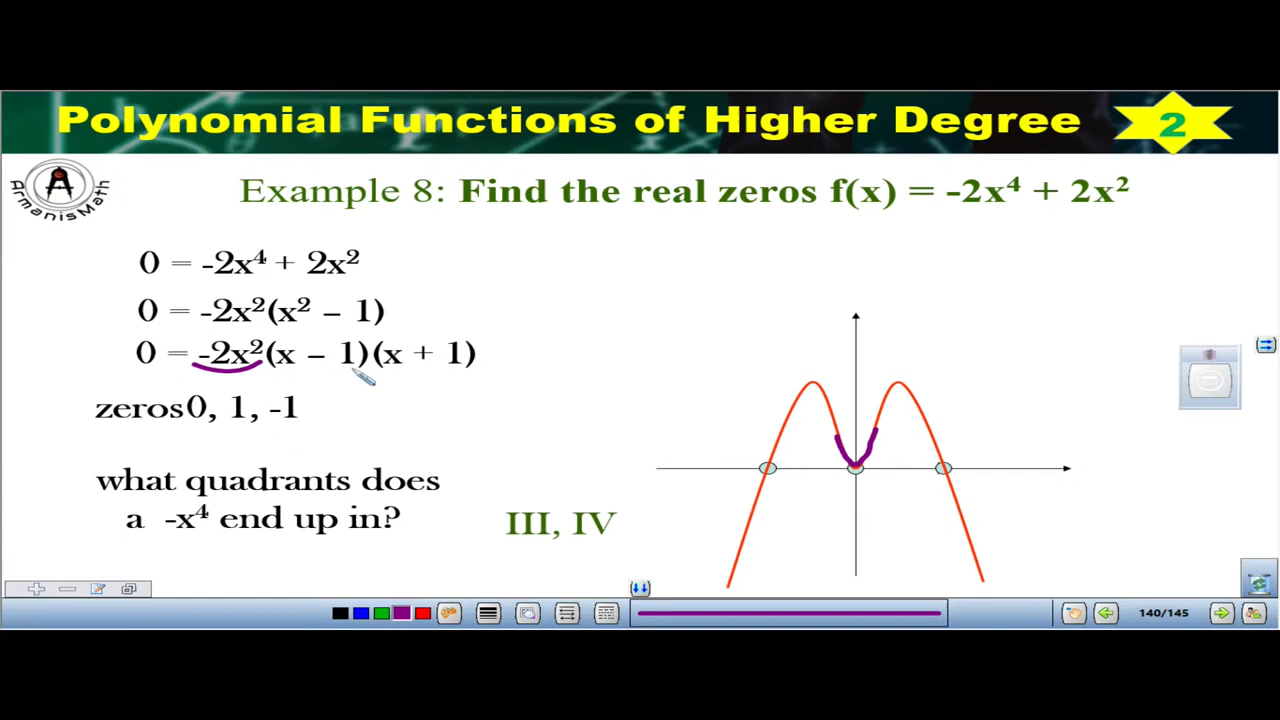 Polynomial Functions of Higher Degree
2
ArmanisMath
Example 8: Find the real zeros f(x) = -2x⁴ + 2x²
0 = -2x⁴ + 2x²
0 = -2x²(x² – 1)
0 = -2x²(x – 1)(x + 1)
zeros0, 1, -1
what quadrants does
a -x⁴ end up in?
III, IV
140/145